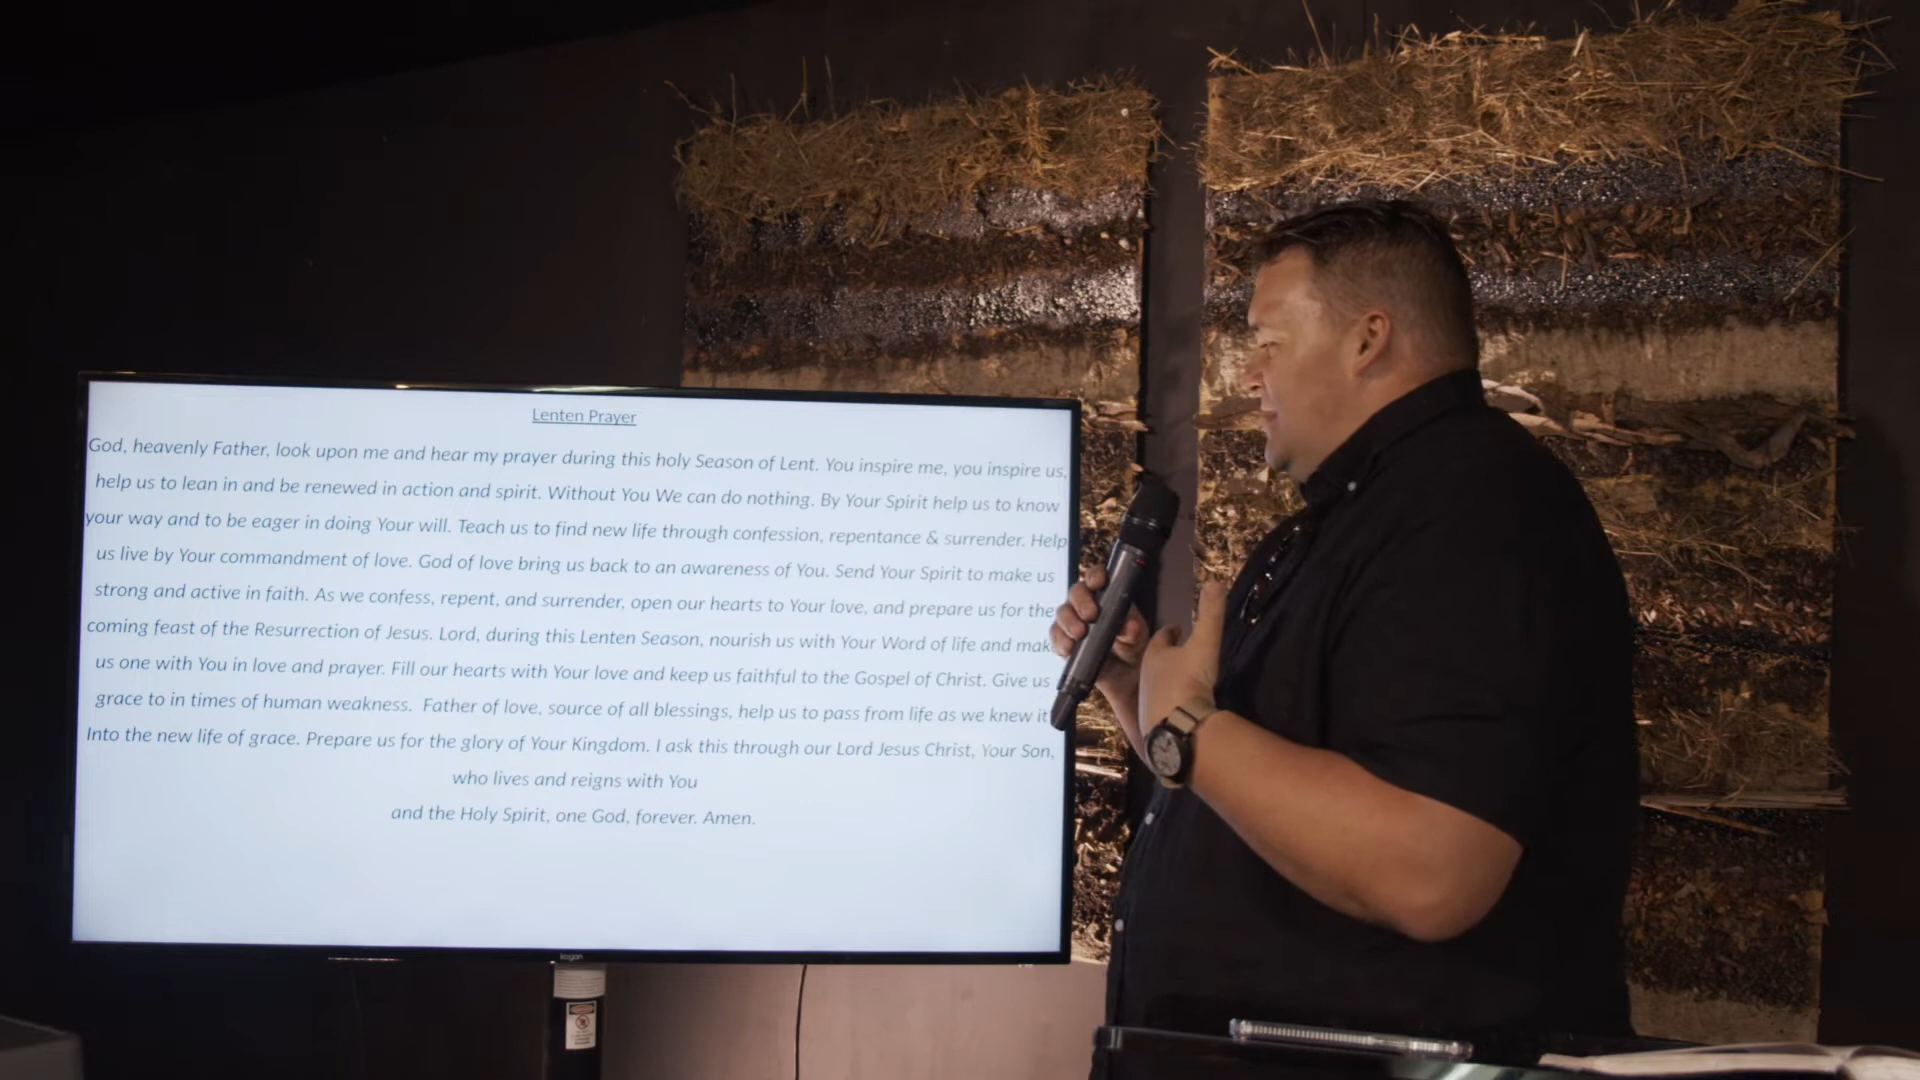 Lenten Prayer
God, heavenly Father, look upon me and hear my prayer during this holy Season of Lent. You inspire me, you inspire us,
help us to lean in and be renewed in action and spirit. Without You We can do nothing. By Your Spirit help us to know
your way and to be eager in doing Your will. Teach us to find new life through confession, repentance & surrender. Help
us live by Your commandment of love. God of love bring us back to an awareness of You. Send Your Spirit to make us
strong and active in faith. As we confess, repent, and surrender, open our hearts to Your love, and prepare us for the
coming feast of the Resurrection of Jesus. Lord, during this Lenten Season, nourish us with Your Word of life and make
us one with You in love and prayer. Fill our hearts with Your love and keep us faithful to the Gospel of Christ. Give us
grace to in times of human weakness. Father of love, source of all blessings, help us to pass from life as we knew it
Into the new life of grace. Prepare us for the glory of Your Kingdom. I ask this through our Lord Jesus Christ, Your Son,
who lives and reigns with You
and the Holy Spirit, one God, forever. Amen.
kogan